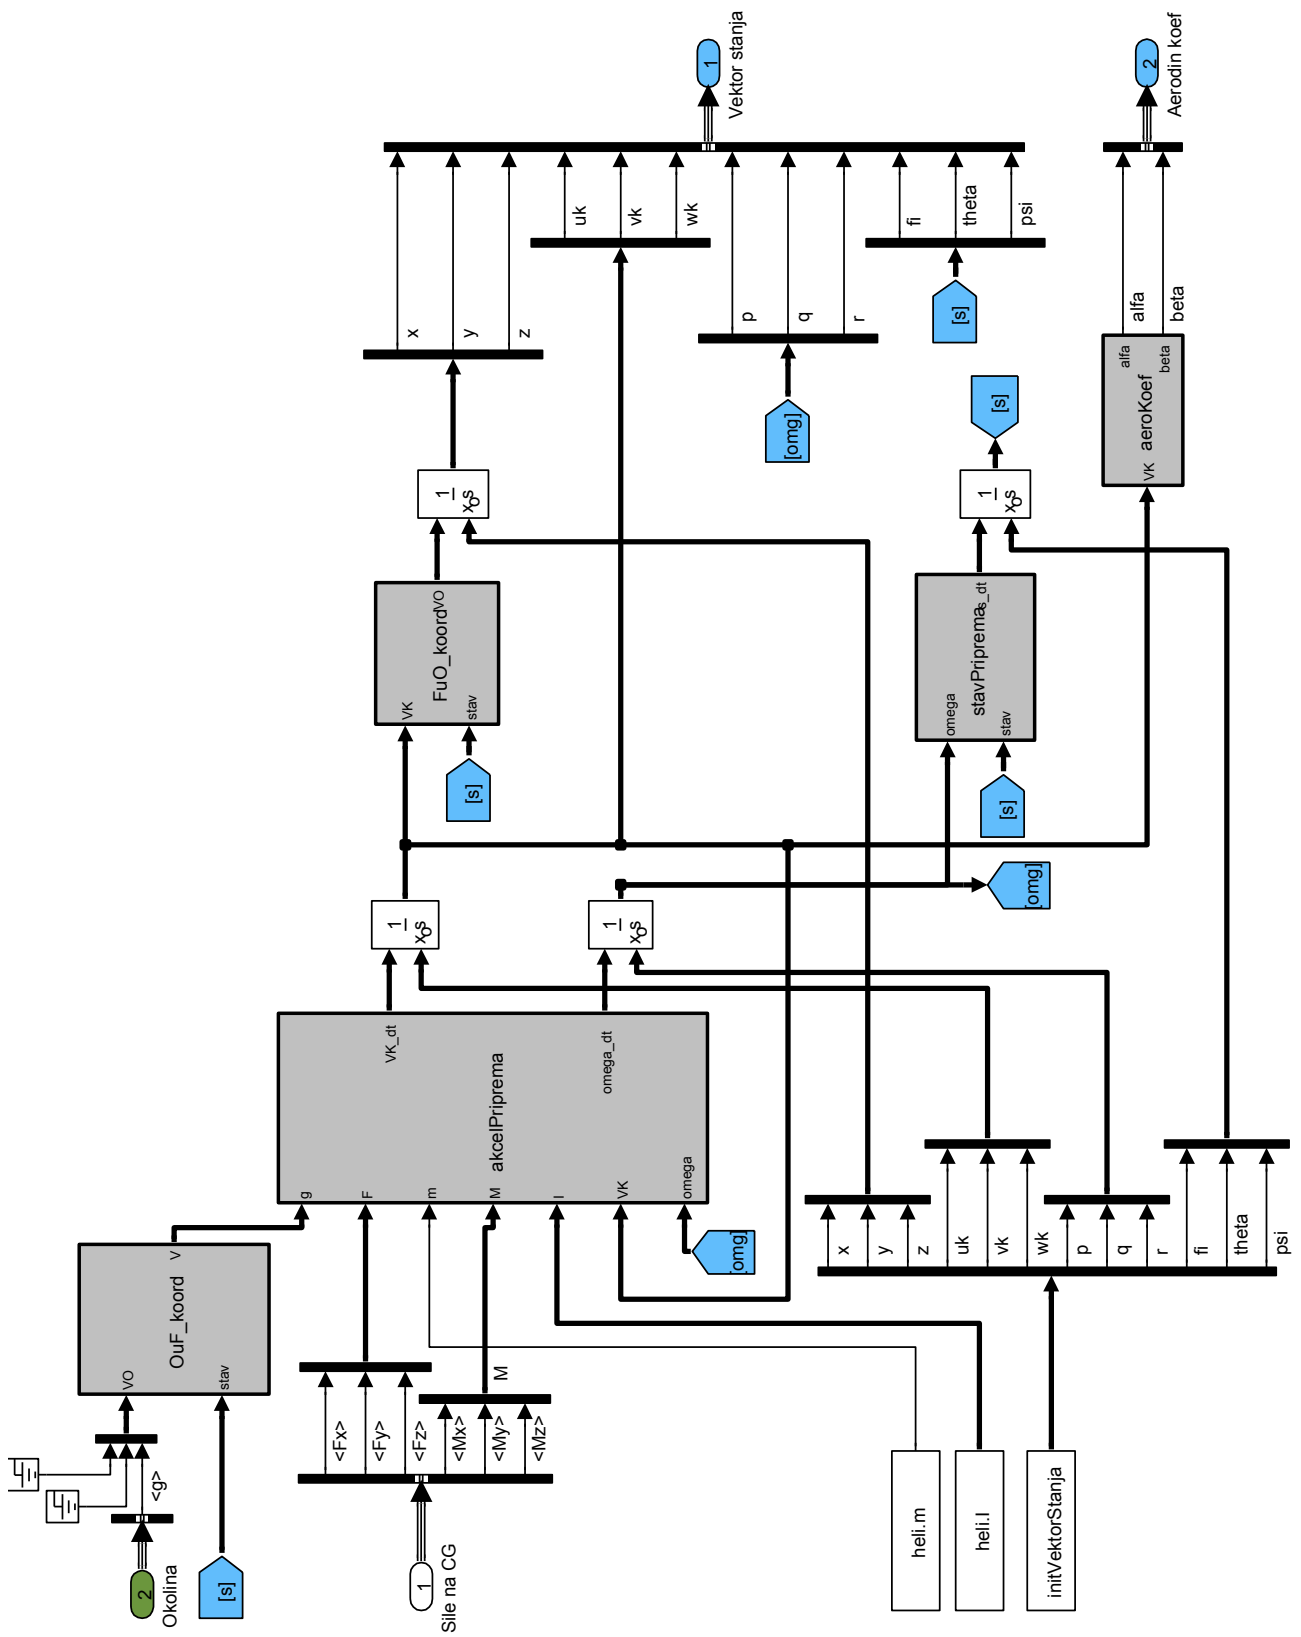 2
Okolina
[s]
<g>
VO
stav
OuF_koord
V
1
Sile na CG
<Fx>
<Fy>
<Fz>
<Mx>
<My>
<Mz>
M
heli.m
heli.I
initVektorStanja
g
F
m
M
I
VK
omega
akcelPriprema
VK_dt
omega_dt
[omg]
x
y
z
uk
vk
wk
p
q
r
fi
theta
psi
1
s
xo
1
s
xo
[omg]
VK
stav
FuO_koord
VO
[s]
omega
stav
stavPriprema
s_dt
[s]
1
s
xo
1
s
xo
[s]
VK
aeroKoef
alfa
beta
x
y
z
uk
vk
wk
[omg]
p
q
r
[s]
fi
theta
psi
alfa
beta
1
Vektor stanja
2
Aerodin koef